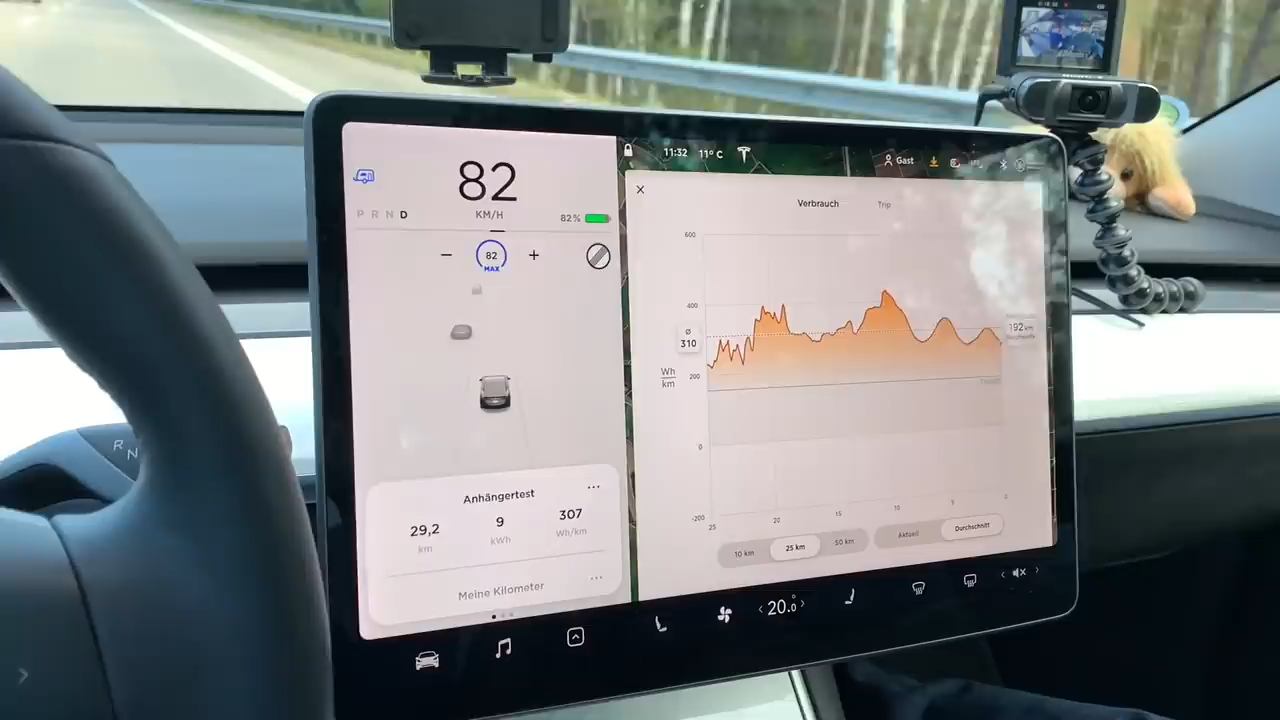 82
KM/H
P R N D
82%
82
MAX
11:32 11°C
Gast
Verbrauch Trip
600
400
Ø
310
Wh
km
200
0
-200
25 20 15 10 5 0
192 km
10 km 25 km 50 km
Aktuell Durchschnitt
Anhängertest
29,2 9 307
km kWh Wh/km
Meine Kilometer
20.0
R
N